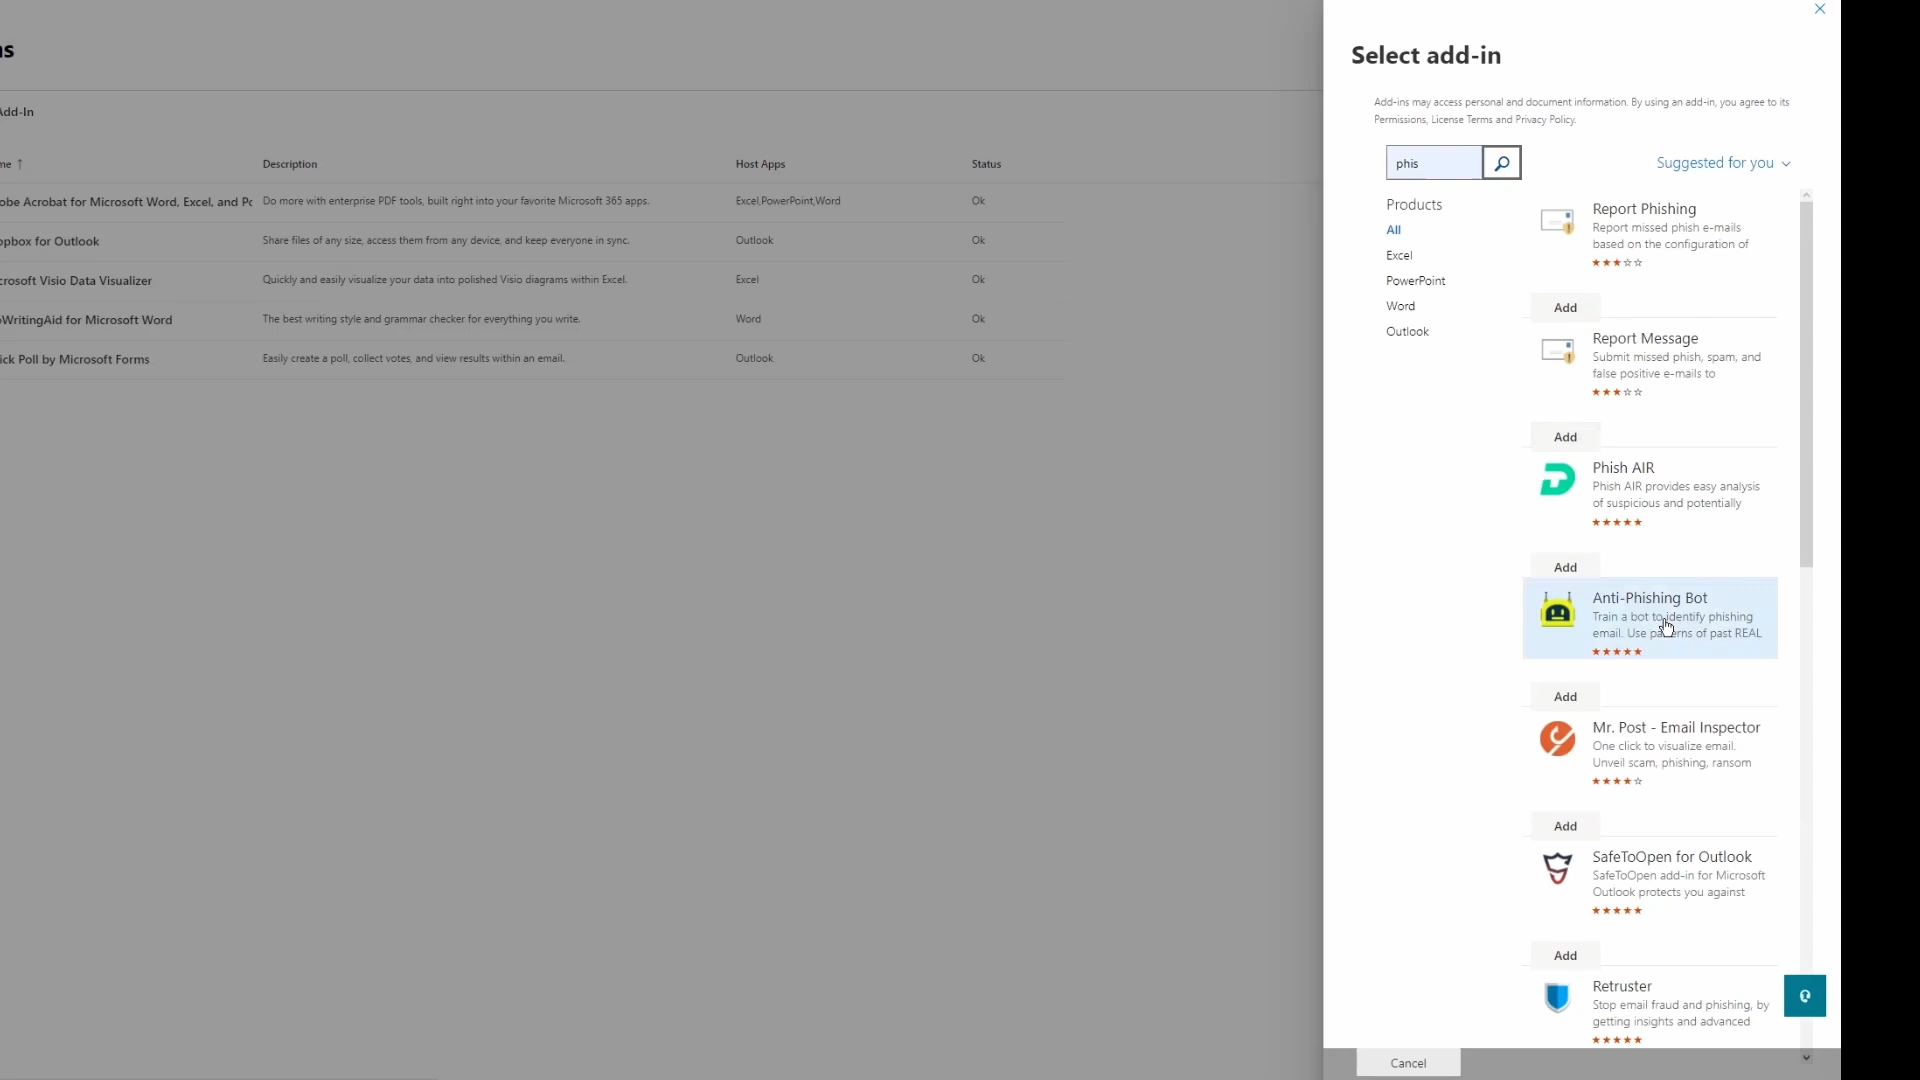 ns
Add-In
me ↑ Description Host Apps Status
obe Acrobat for Microsoft Word, Excel, and Pc Do more with enterprise PDF tools, built right into your favorite Microsoft 365 apps. Excel,PowerPoint,Word Ok
opbox for Outlook Share files of any size, access them from any device, and keep everyone in sync. Outlook Ok
crosoft Visio Data Visualizer Quickly and easily visualize your data into polished Visio diagrams within Excel. Excel Ok
oWritingAid for Microsoft Word The best writing style and grammar checker for everything you write. Word Ok
ick Poll by Microsoft Forms Easily create a poll, collect votes, and view results within an email. Outlook Ok
Select add-in
Add-ins may access personal and document information. By using an add-in, you agree to its
Permissions, License Terms and Privacy Policy.
phis
Suggested for you
Products
All
Excel
PowerPoint
Word
Outlook
Report Phishing
Report missed phish e-mails
based on the configuration of
Add
Report Message
Submit missed phish, spam, and
false positive e-mails to
Add
Phish AIR
Phish AIR provides easy analysis
of suspicious and potentially
Add
Anti-Phishing Bot
Train a bot to identify phishing
email. Use patterns of past REAL
Add
Mr. Post - Email Inspector
One click to visualize email.
Unveil scam, phishing, ransom
Add
SafeToOpen for Outlook
SafeToOpen add-in for Microsoft
Outlook protects you against
Add
Retruster
Stop email fraud and phishing, by
getting insights and advanced
Cancel